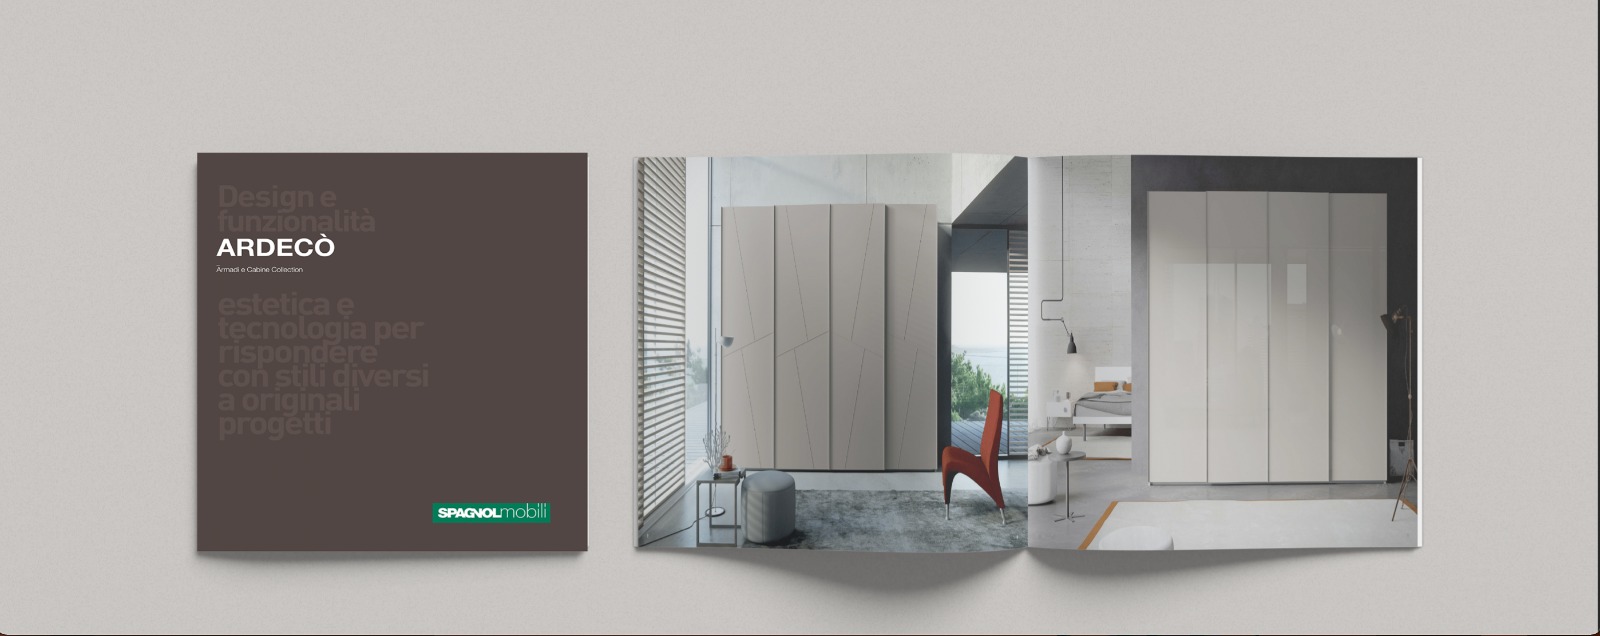 Design e
funzionalità
ARDECÒ
Armadi e Cabine Collection
estetica e
tecnologia per
rispondere
con stili diversi
a originali
progetti
SPAGNOLmobili